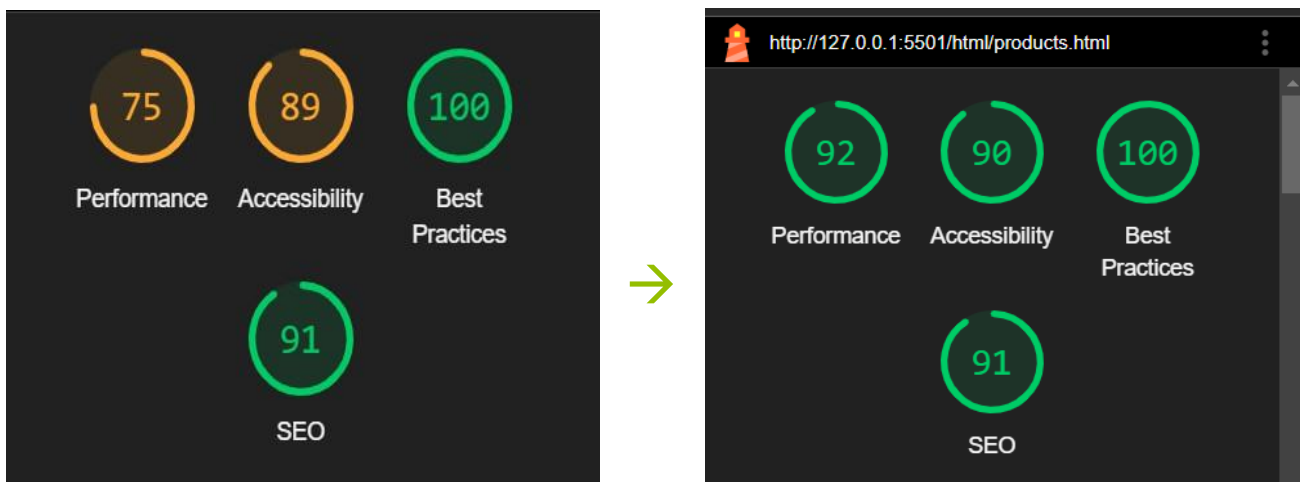 75 89 100
Performance Accessibility Best
Practices
91
SEO
http://127.0.0.1:5501/html/products.html
92 90 100
Performance Accessibility Best
Practices
91
SEO